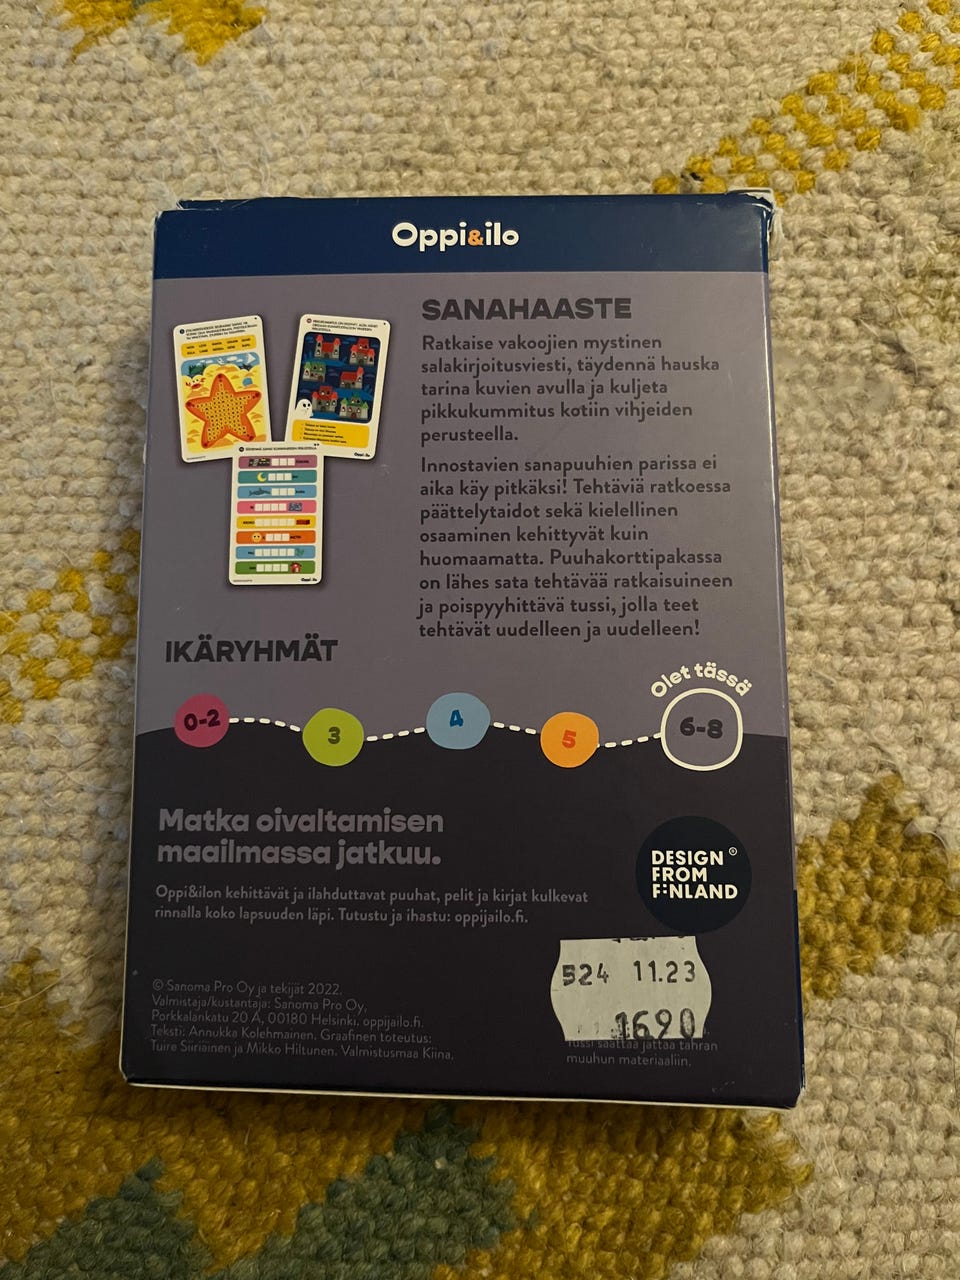 Oppi&ilo
SANAHAASTE
Ratkaise vakoojien mystinen
salakirjoitusviesti, täydennä hauska
tarina kuvien avulla ja kuljeta
pikkukummitus kotiin vihjeiden
perusteella.
Innostavien sanapuuhien parissa ei
aika käy pitkäksi! Tehtäviä ratkoessa
päättelytaidot sekä kielellinen
osaaminen kehittyvät kuin
huomaamatta. Puuhakorttipakassa
on lähes sata tehtävää ratkaisuineen
ja poispyyhittävä tussi, jolla teet
tehtävät uudelleen ja uudelleen!
Oppi&ilo
Oppi&ilo
IKÄRYHMÄT
Olet tässä
0-2
3
4
5
6-8
Matka oivaltamisen
maailmassa jatkuu.
Oppi&ilon kehittävät ja ilahduttavat puuhat, pelit ja kirjat kulkevat
rinnalla koko lapsuuden läpi. Tutustu ja ihastu: oppijailo.fi.
DESIGN ®
FROM
FINLAND
524 11.23
1690
© Sanoma Pro Oy ja tekijät 2022.
Valmistaja/kustantaja: Sanoma Pro Oy,
Porkkalankatu 20 A, 00180 Helsinki. oppijailo.fi.
Teksti: Annukka Kolehmainen. Graafinen toteutus:
Tuire Siiriainen ja Mikko Hiltunen. Valmistusmaa Kiina.
Tussi saattaa jättää tahran
muuhun materiaaliin.